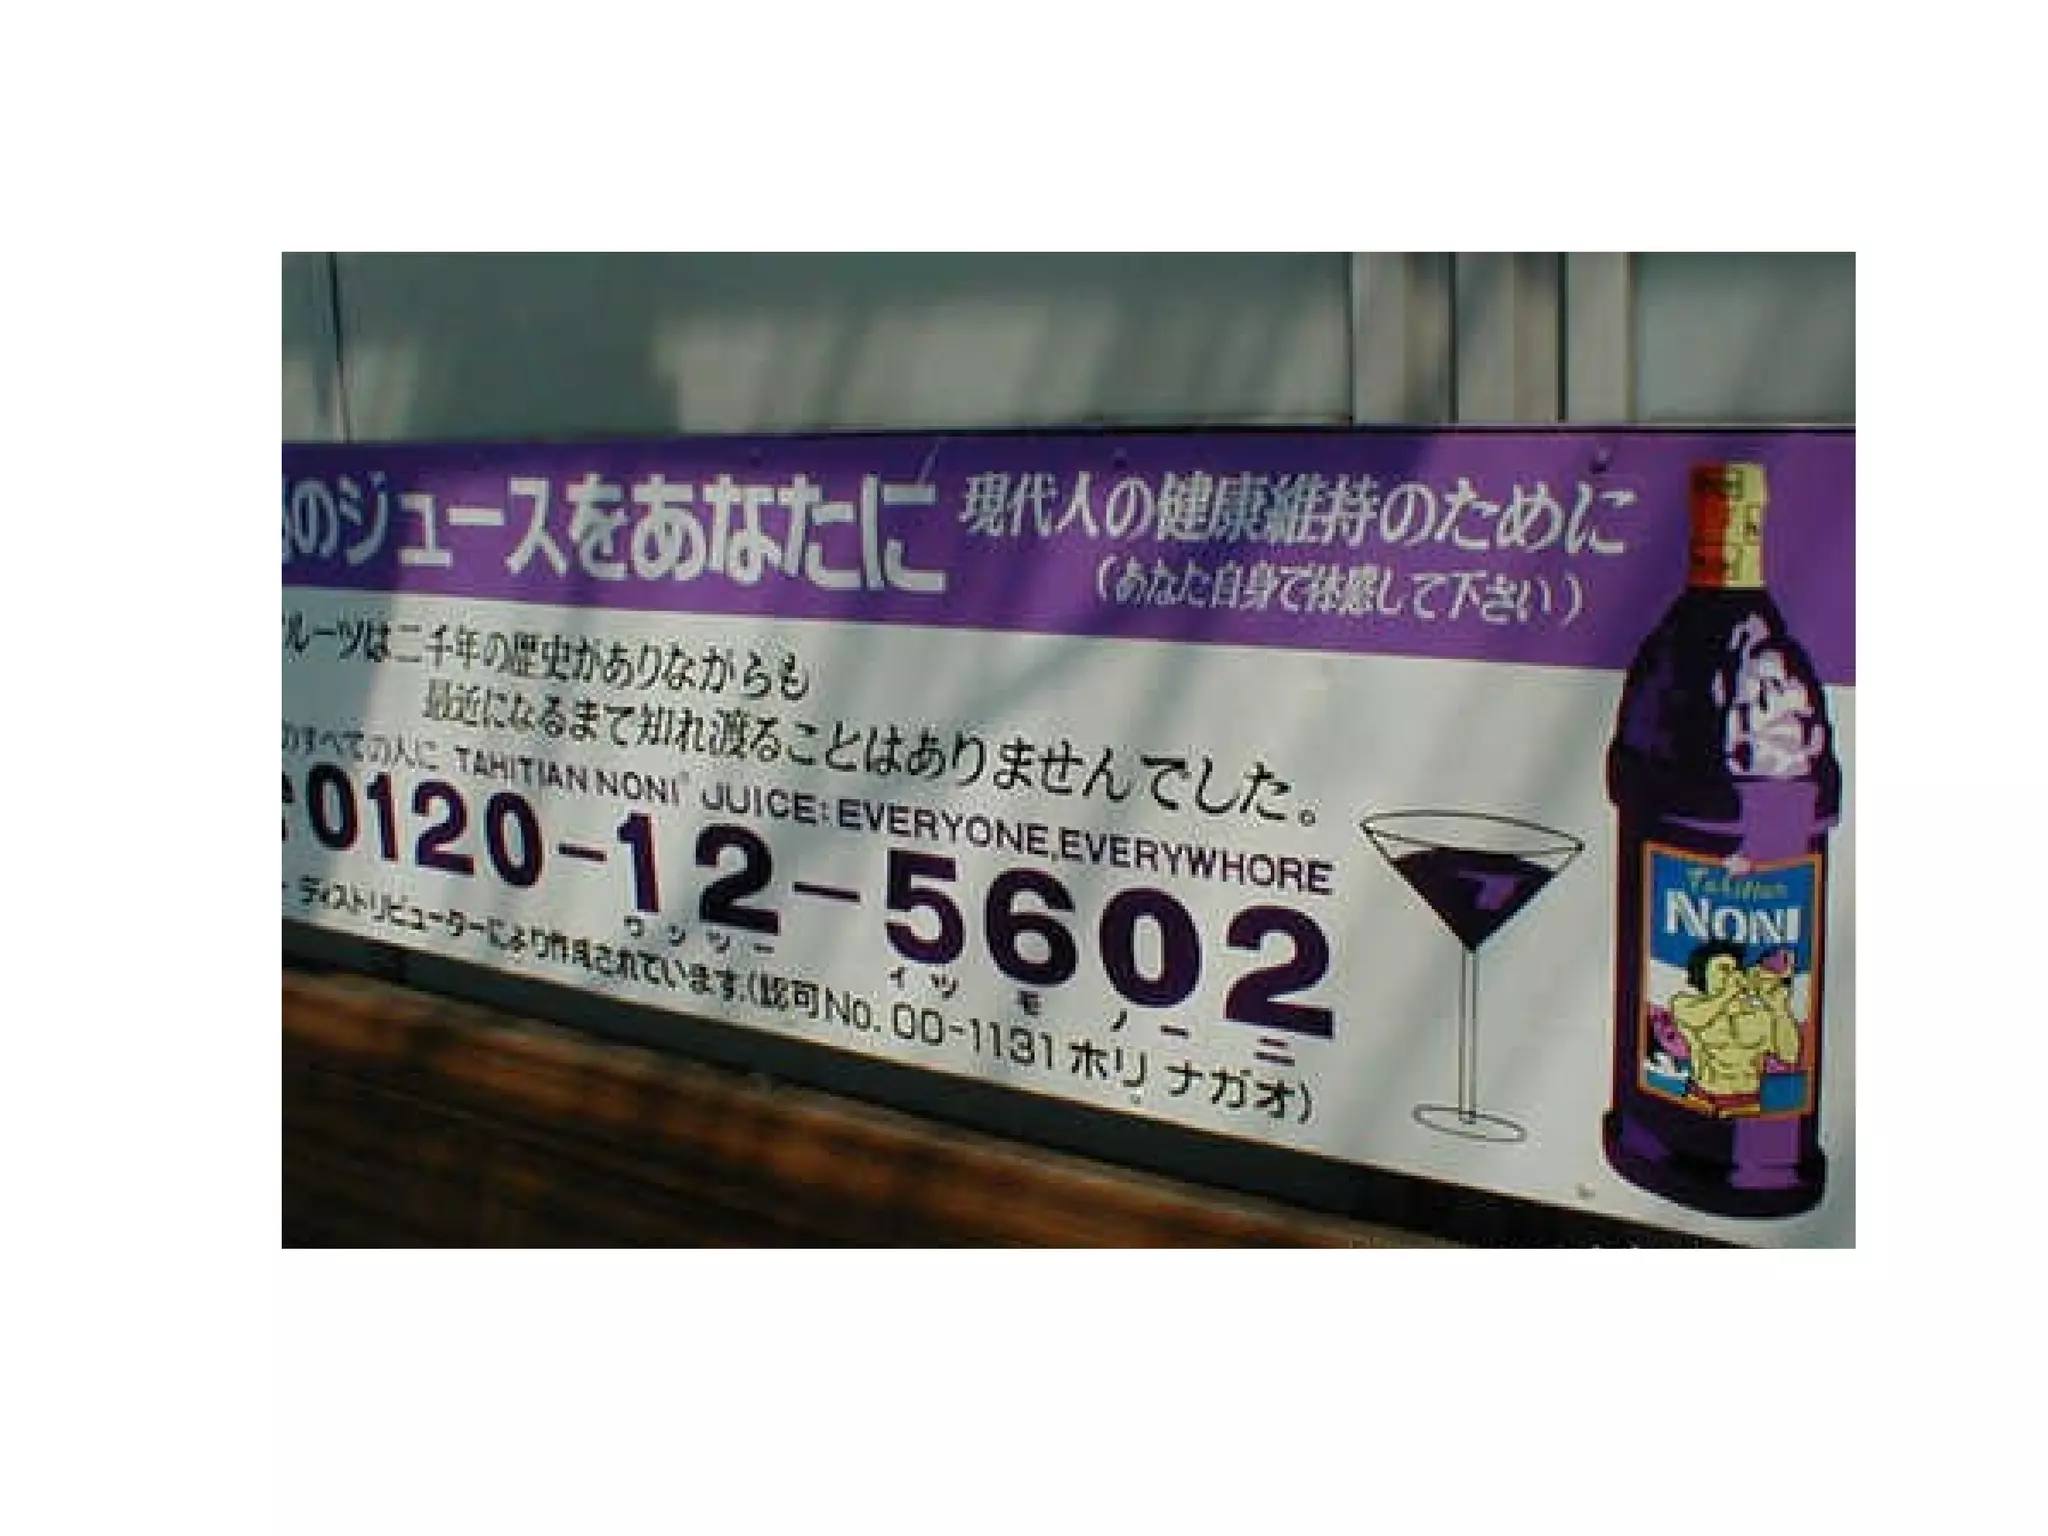 のジュースをあなたに
現代人の健康維持のために
(あなた自身で体感して下さい)
ルーツは二千年の歴史がありながらも
最近になるまで知れ渡ることはありませんでした。
のすべての人に TAHITIAN NONI® JUICE: EVERYONE, EVERYWHORE
0120-12-5602
ワンツー イツモノーニ
ディストリビューターにより作成されています。(認可No. 00-1131 ホリ ナガオ)
Tahitian
NONI